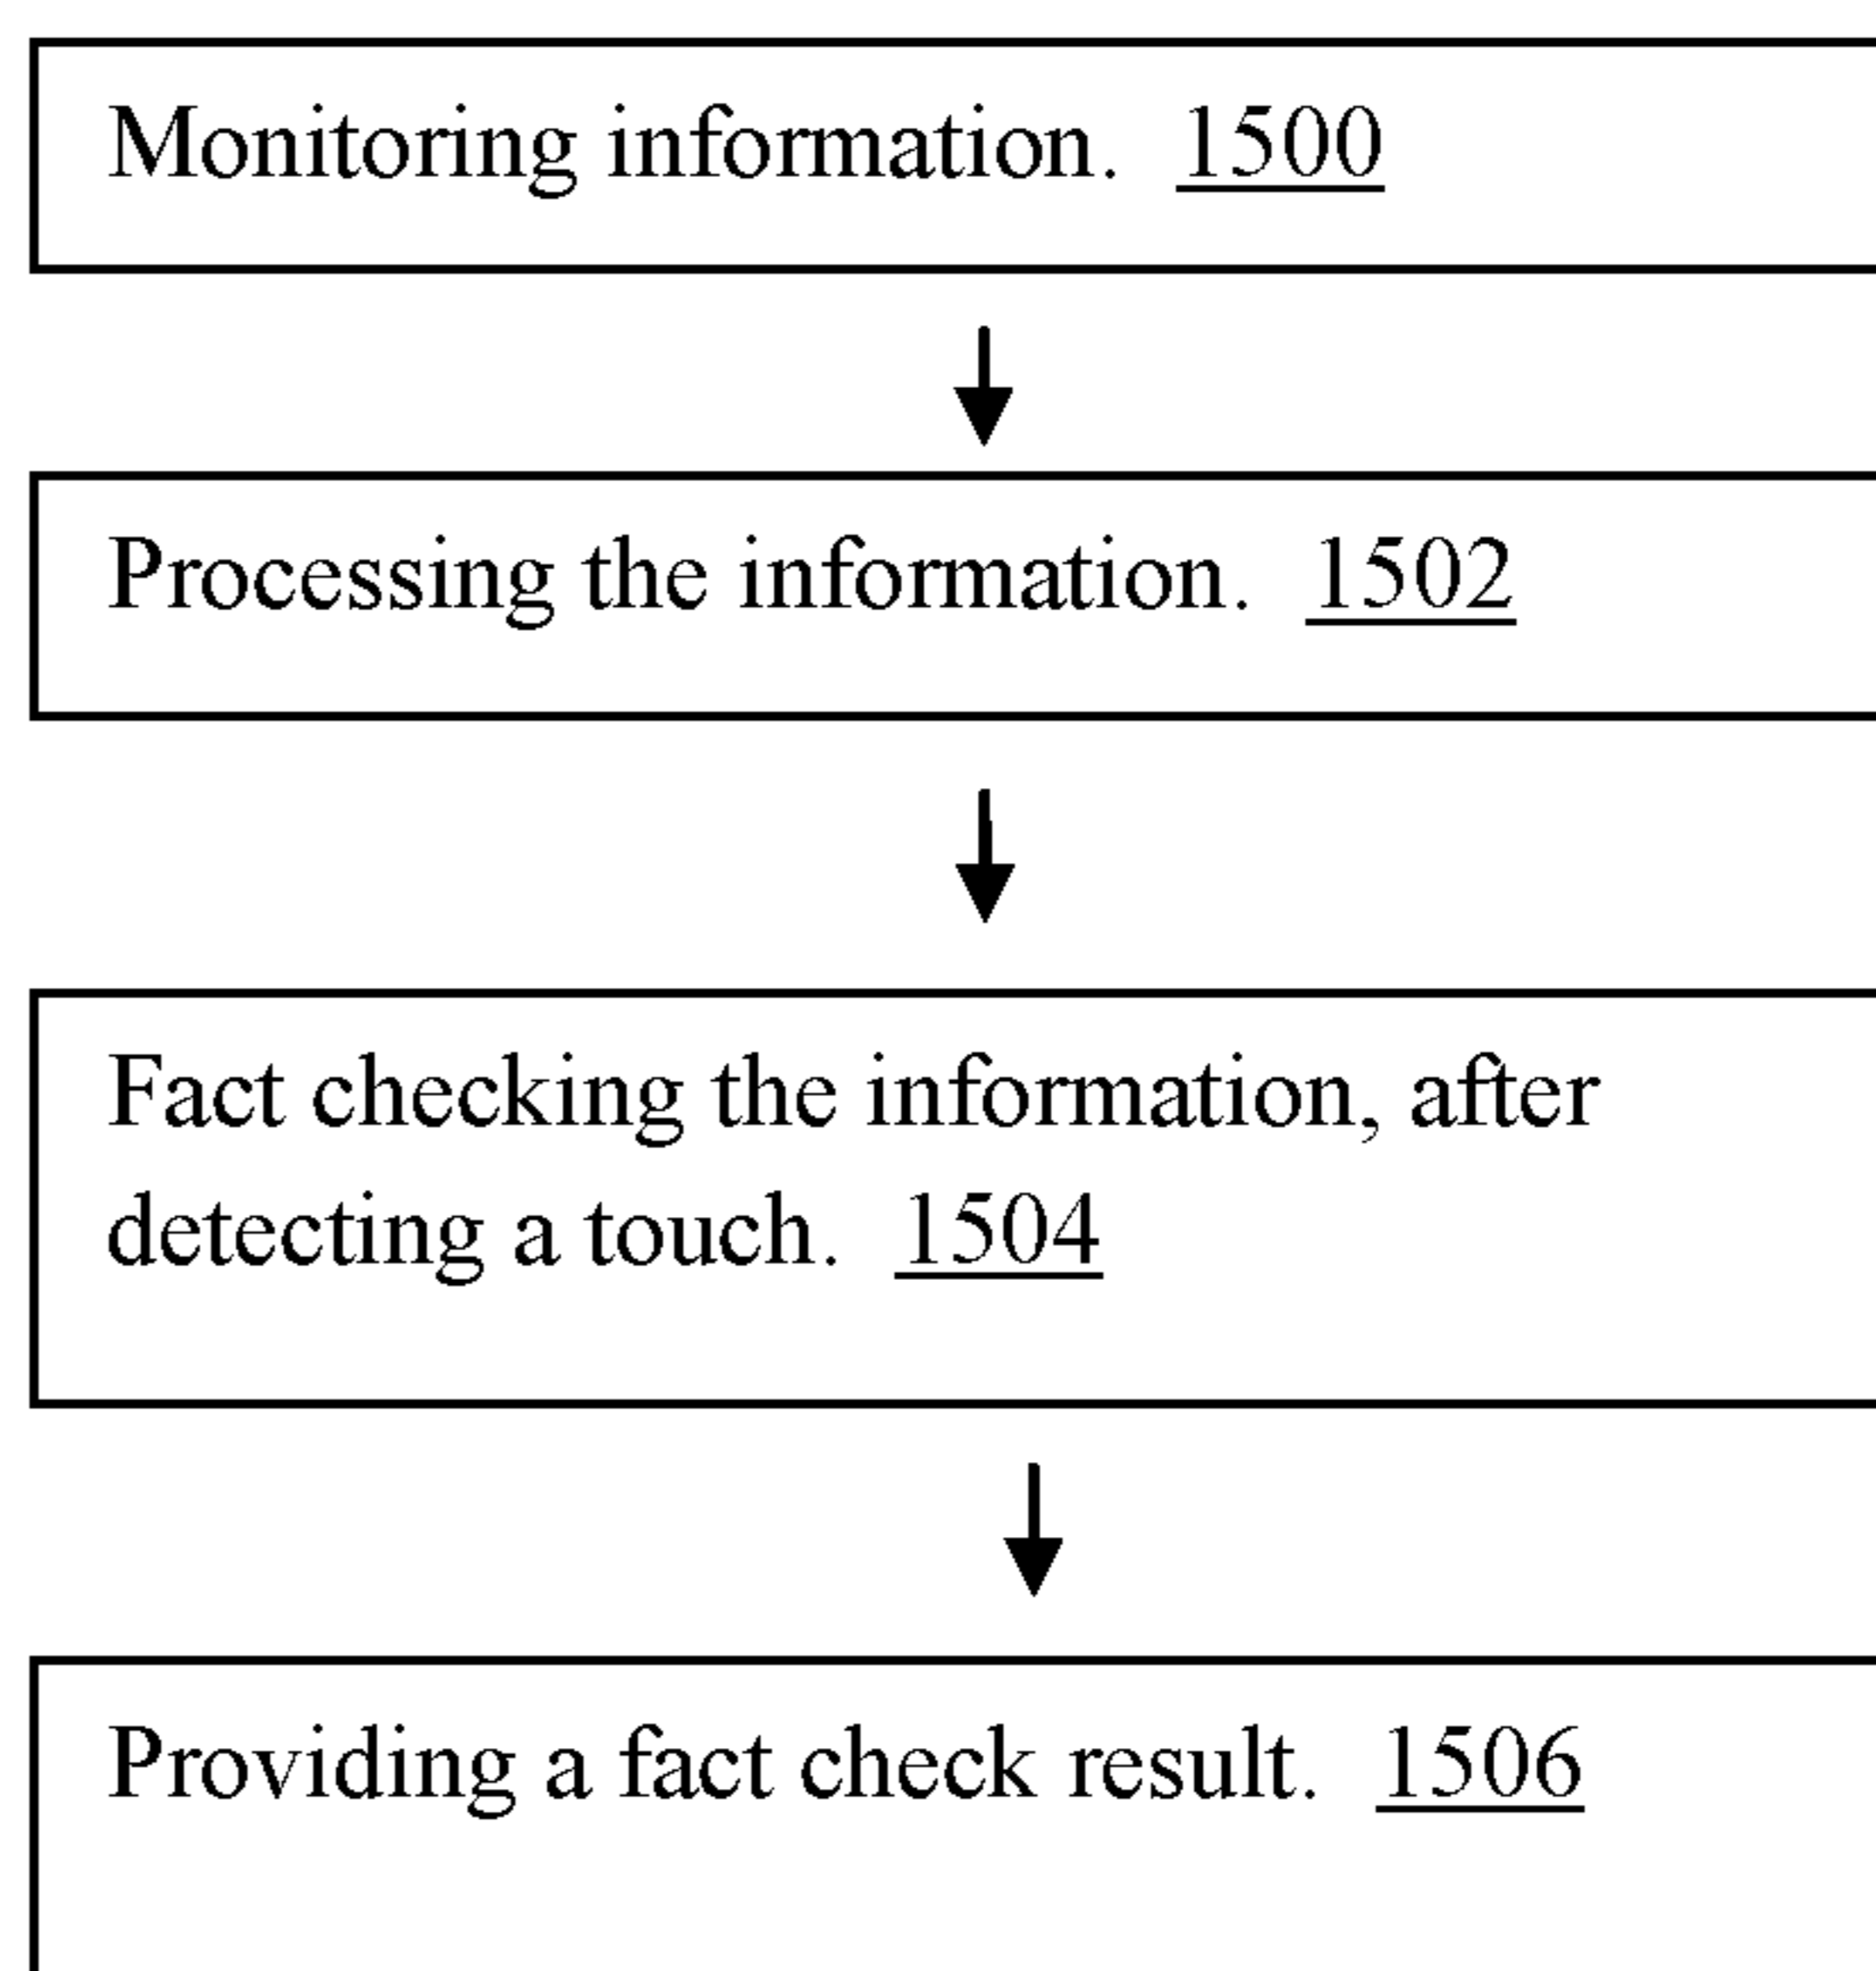 Monitoring information. 1500
Processing the information. 1502
Fact checking the information, after
detecting a touch. 1504
Providing a fact check result. 1506